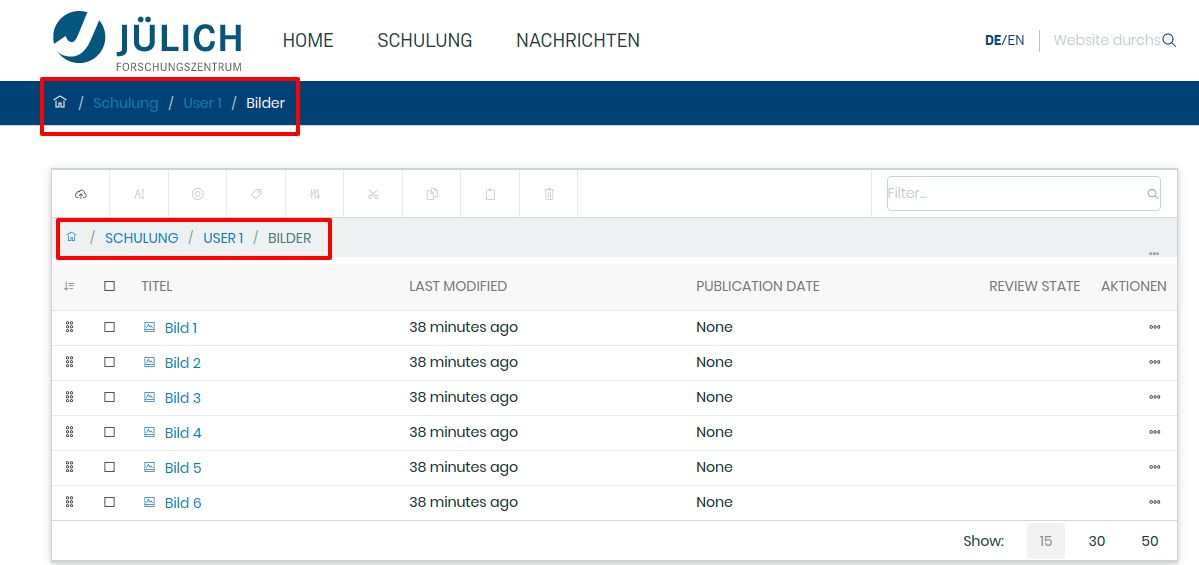 JÜLICH
FORSCHUNGSZENTRUM
HOME SCHULUNG NACHRICHTEN
DE/EN Website durchs
/ Schulung / User 1 / Bilder
AI
Filter...
/ SCHULUNG / USER 1 / BILDER
TITEL LAST MODIFIED PUBLICATION DATE REVIEW STATE AKTIONEN
Bild 1 38 minutes ago None
Bild 2 38 minutes ago None
Bild 3 38 minutes ago None
Bild 4 38 minutes ago None
Bild 5 38 minutes ago None
Bild 6 38 minutes ago None
Show: 15 30 50